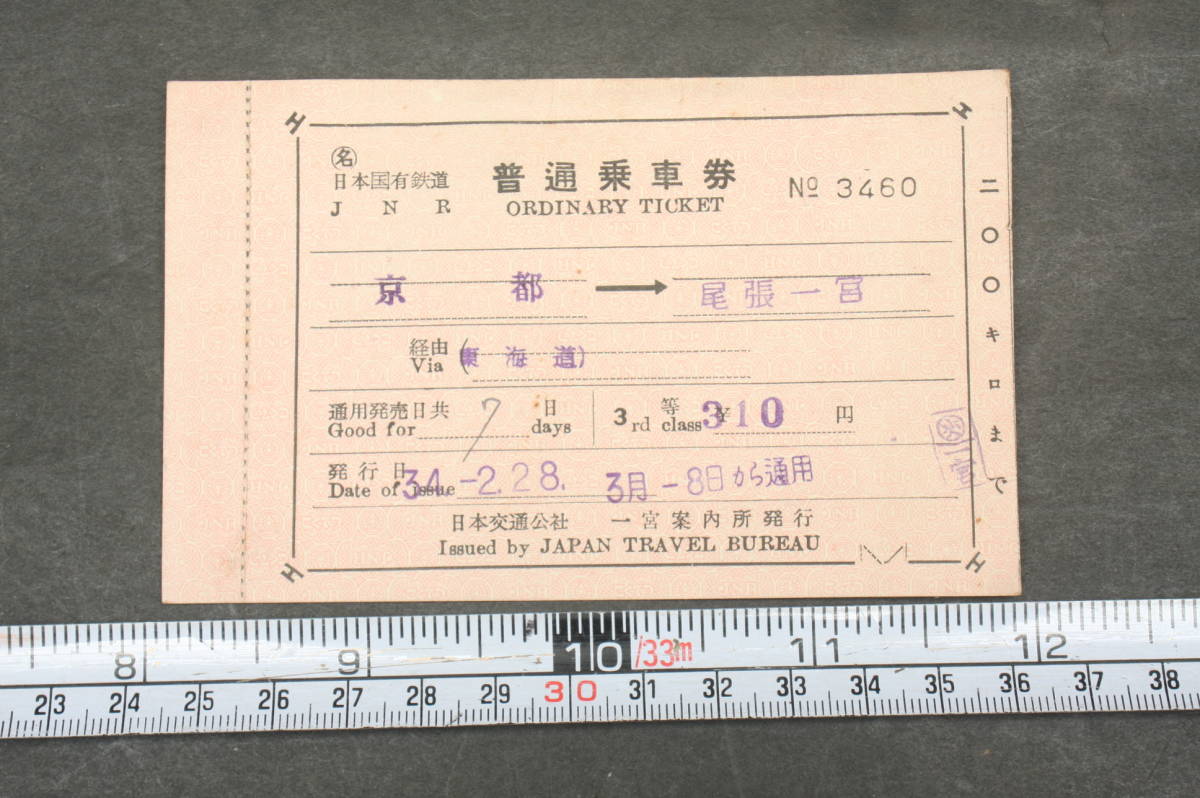 名
日本国有鉄道 普通乗車券 № 3460
J N R ORDINARY TICKET
京都 → 尾張一宮
経由 (東海道)
Via
通用発売日共 7 日 3 等 ¥310 円
Good for days rd class
発行日 34.-2.28. 3月-8日から通用
Date of issue
日本交通公社 一宮案内所発行
Issued by JAPAN TRAVEL BUREAU
二〇〇キロまで
一宮
8 9 10 /33m 11 12
23 24 25 26 27 28 29 30 31 32 33 34 35 36 37 38